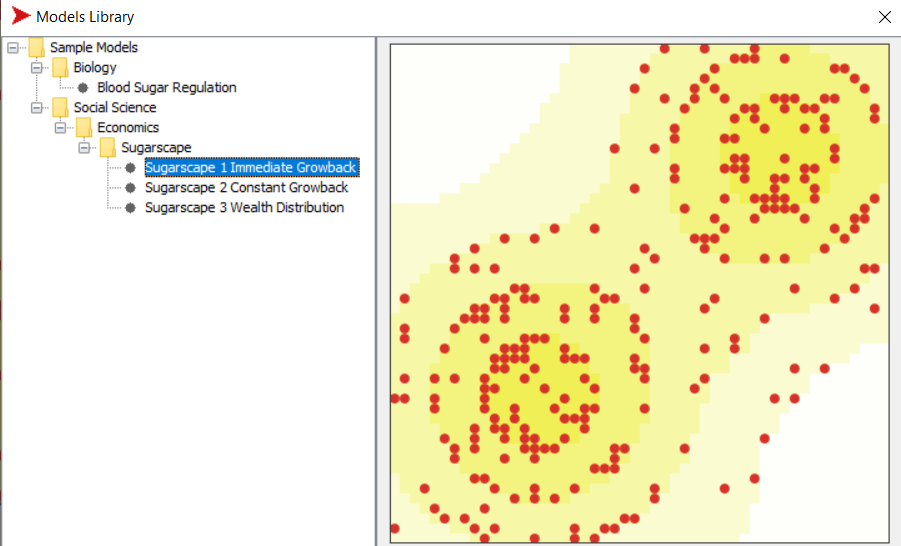 Models Library
Sample Models
Biology
Blood Sugar Regulation
Social Science
Economics
Sugarscape
Sugarscape 1 Immediate Growback
Sugarscape 2 Constant Growback
Sugarscape 3 Wealth Distribution